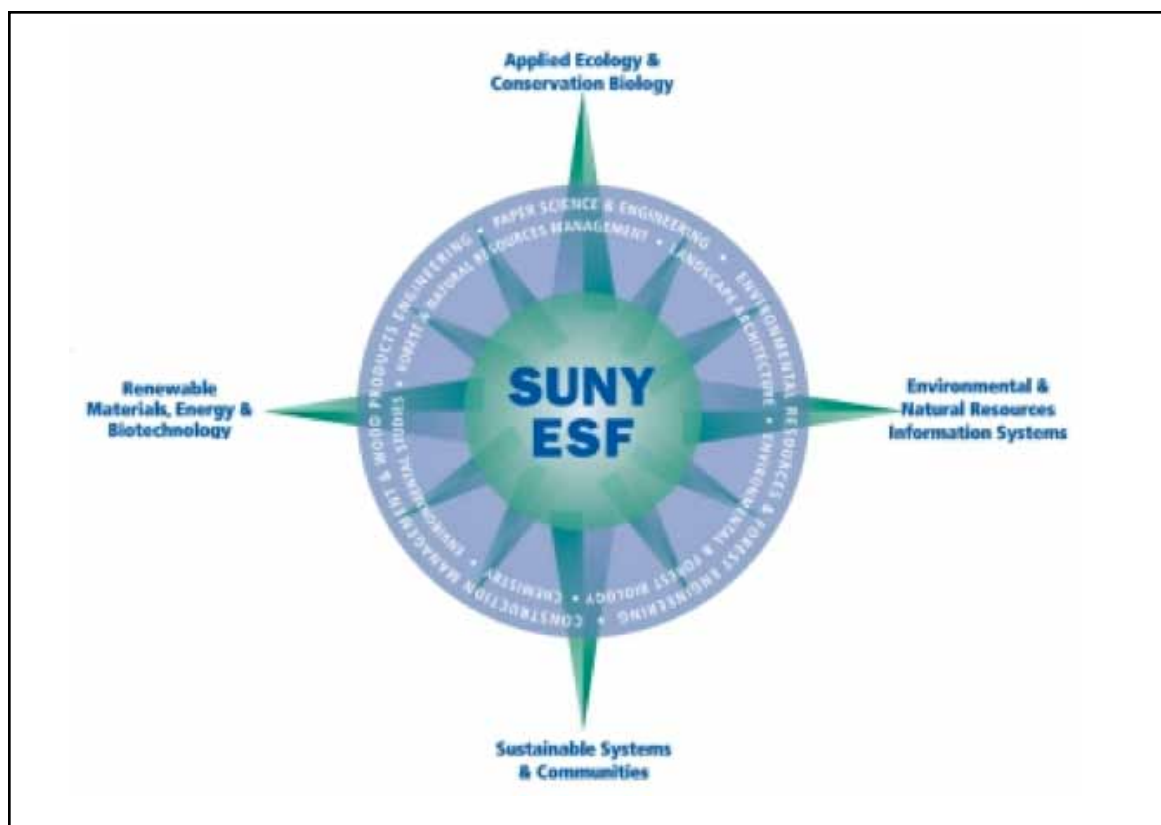 Applied Ecology &
Conservation Biology
PAPER SCIENCE & ENGINEERING • ENVIRONMENTAL RESOURCES & FOREST ENGINEERING • CONSTRUCTION MANAGEMENT & WOOD PRODUCTS ENGINEERING •
FOREST & NATURAL RESOURCES MANAGEMENT • LANDSCAPE ARCHITECTURE • ENVIRONMENTAL & FOREST BIOLOGY • CHEMISTRY • ENVIRONMENTAL STUDIES •
SUNY
ESF
Renewable
Materials, Energy &
Biotechnology
Environmental &
Natural Resources
Information Systems
Sustainable Systems
& Communities